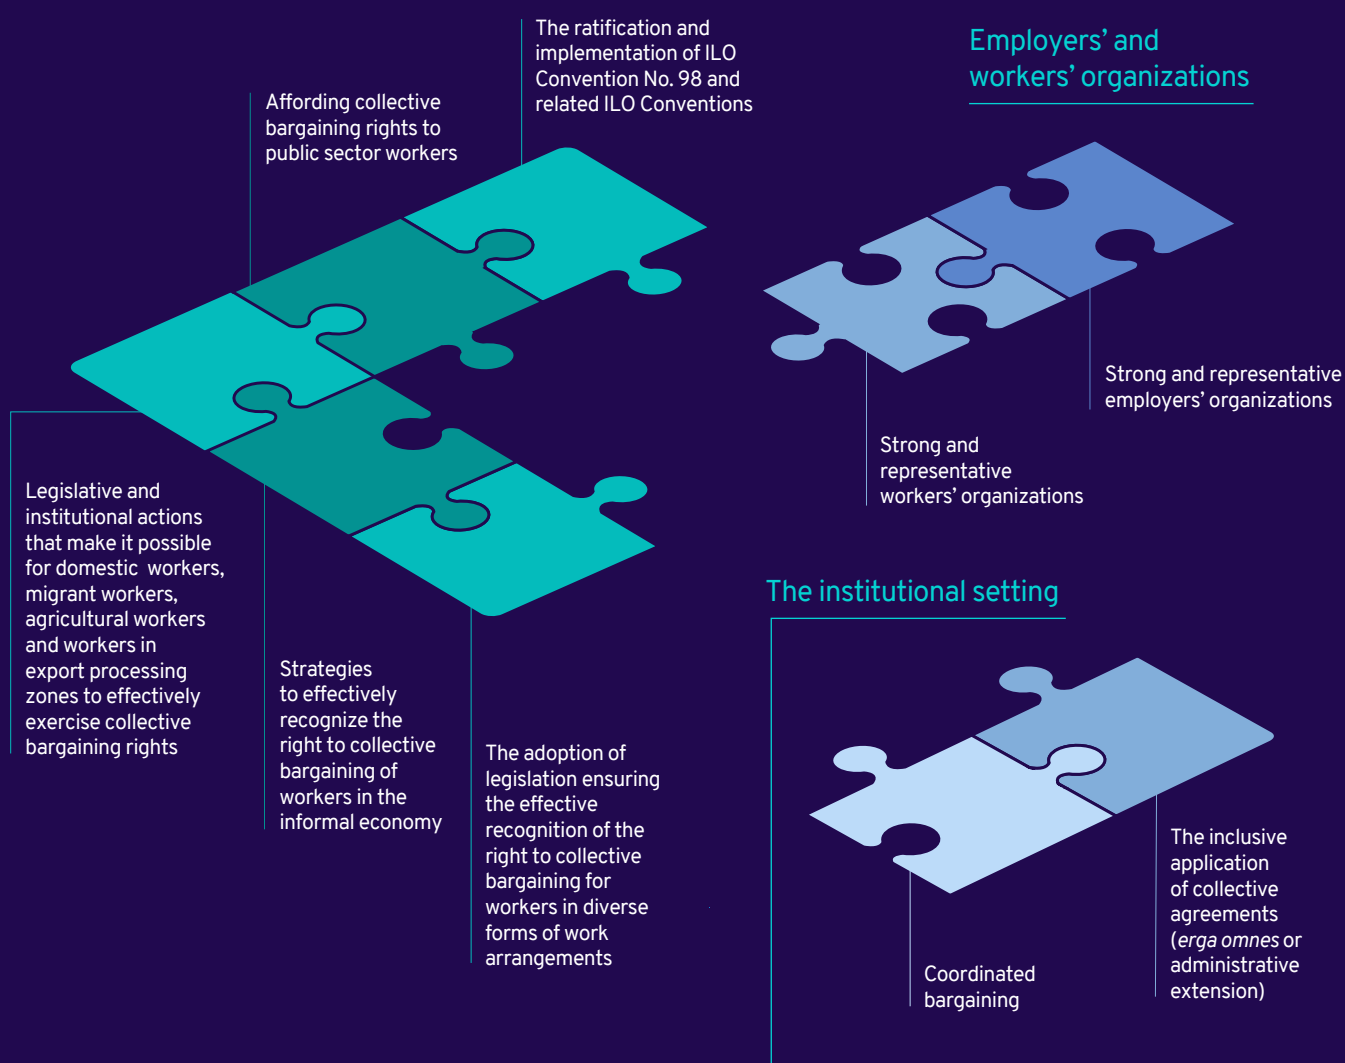 The ratification and
implementation of ILO
Convention No. 98 and
related ILO Conventions
Affording collective
bargaining rights to
public sector workers
Legislative and
institutional actions
that make it possible
for domestic workers,
migrant workers,
agricultural workers
and workers in
export processing
zones to effectively
exercise collective
bargaining rights
Strategies
to effectively
recognize the
right to collective
bargaining of
workers in the
informal economy
The adoption of
legislation ensuring
the effective
recognition of the
right to collective
bargaining for
workers in diverse
forms of work
arrangements
Employers’ and
workers’ organizations
Strong and representative
employers’ organizations
Strong and
representative
workers’ organizations
The institutional setting
The inclusive
application
of collective
agreements
(erga omnes or
administrative
extension)
Coordinated
bargaining